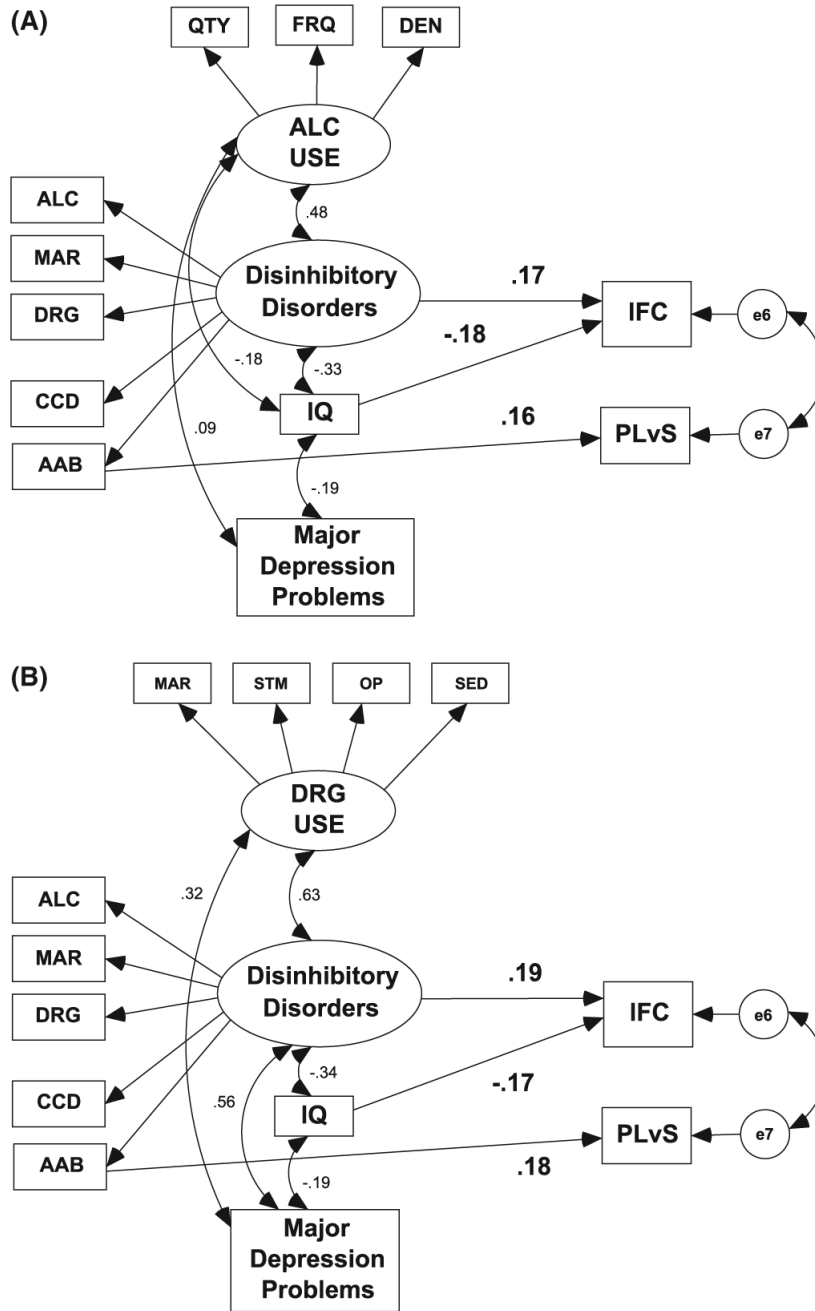 (A)
QTY
FRQ
DEN
ALC
USE
ALC
.48
MAR
Disinhibitory
Disorders
.17
DRG
IFC
e6
-.18
-.18
-.33
CCD
IQ
.16
PLvS
e7
.09
AAB
-.19
Major
Depression
Problems
(B)
MAR
STM
OP
SED
DRG
USE
.32
.63
ALC
MAR
Disinhibitory
Disorders
.19
DRG
IFC
e6
-.34
-.17
CCD
.56
IQ
PLvS
e7
AAB
.18
-.19
Major
Depression
Problems